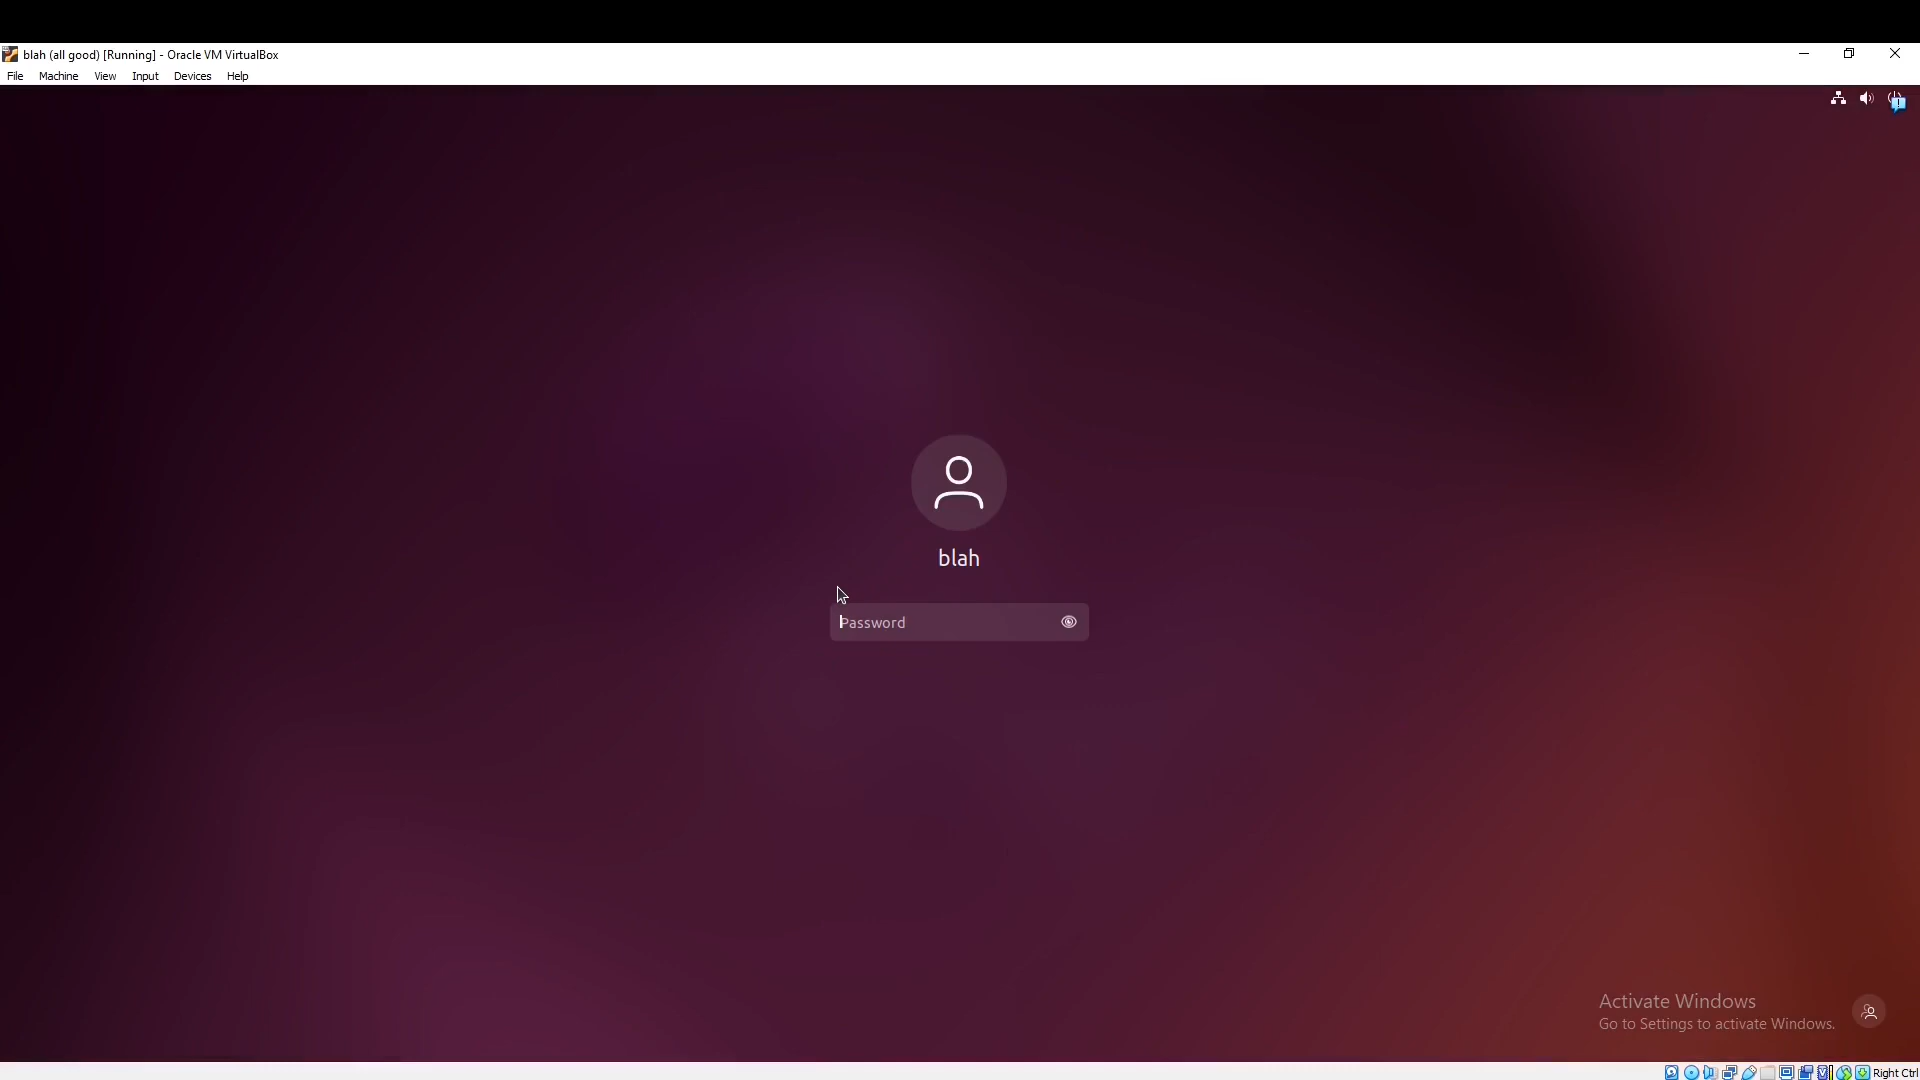 blah (all good) [Running] - Oracle VM VirtualBox
File Machine View Input Devices Help
blah
Password
Activate Windows
Go to Settings to activate Windows.
Right Ctrl